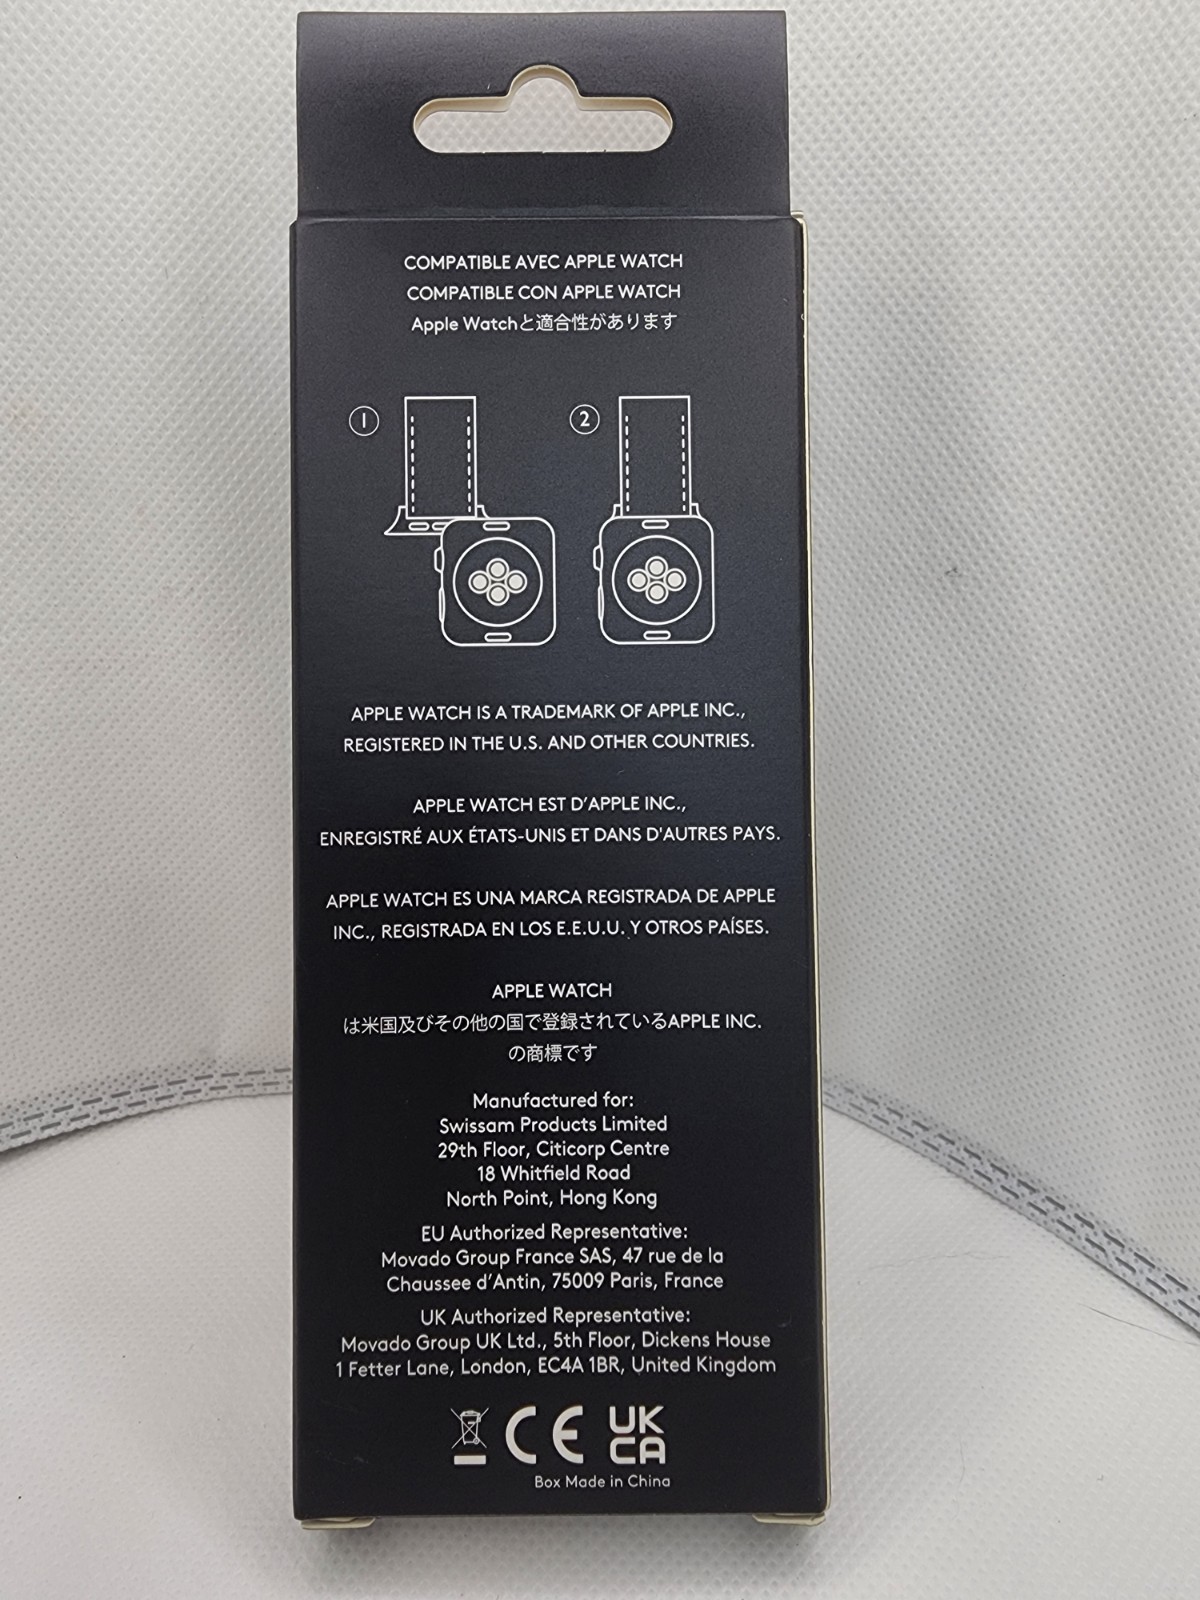 COMPATIBLE AVEC APPLE WATCH
COMPATIBLE CON APPLE WATCH
Apple Watchと適合性があります
1
2
APPLE WATCH IS A TRADEMARK OF APPLE INC.,
REGISTERED IN THE U.S. AND OTHER COUNTRIES.
APPLE WATCH EST D'APPLE INC.,
ENREGISTRÉ AUX ÉTATS-UNIS ET DANS D'AUTRES PAYS.
APPLE WATCH ES UNA MARCA REGISTRADA DE APPLE
INC., REGISTRADA EN LOS E.E.U.U. Y OTROS PAÍSES.
APPLE WATCH
は米国及びその他の国で登録されているAPPLE INC.
の商標です
Manufactured for:
Swissam Products Limited
29th Floor, Citicorp Centre
18 Whitfield Road
North Point, Hong Kong
EU Authorized Representative:
Movado Group France SAS, 47 rue de la
Chaussee d'Antin, 75009 Paris, France
UK Authorized Representative:
Movado Group UK Ltd., 5th Floor, Dickens House
1 Fetter Lane, London, EC4A 1BR, United Kingdom
CE UK
CA
Box Made in China